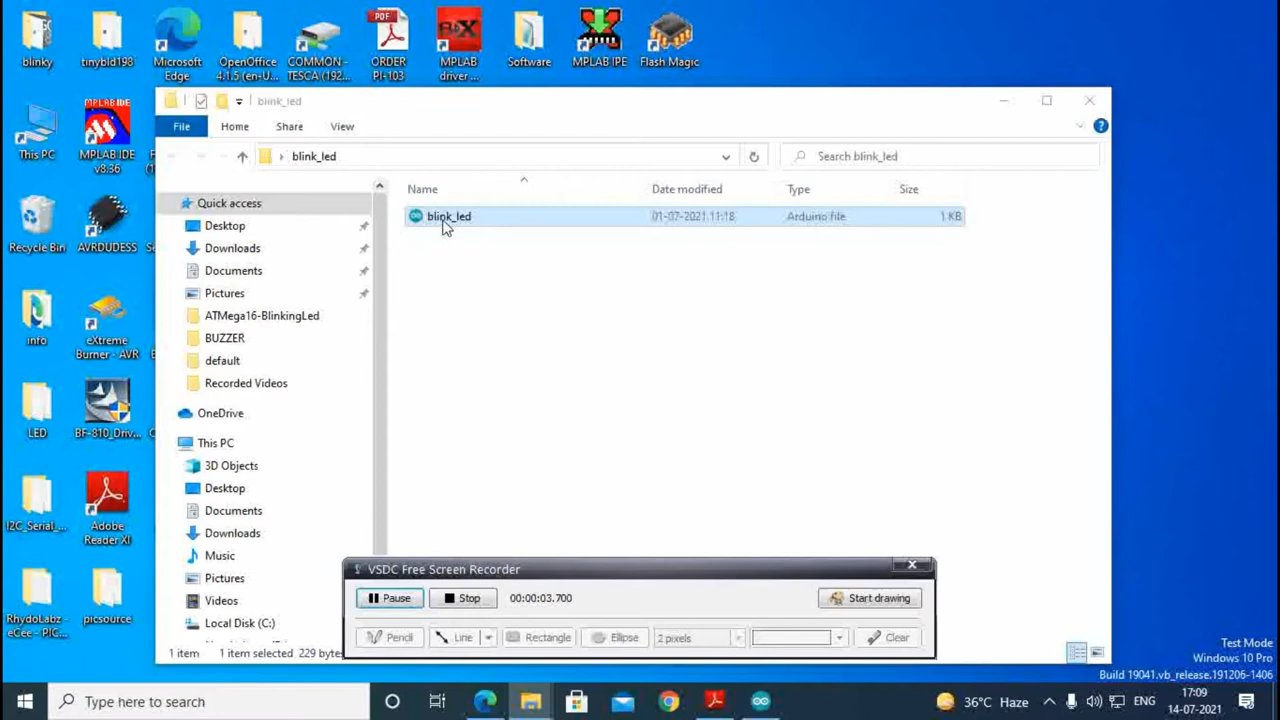 blinky
tinybld198
Microsoft
Edge
OpenOffice
4.1.5 (en-U...
COMMON -
TESCA (192...
PDF
ORDER
PI-103
MPLAB
driver ...
Software
MPLAB IPE
Flash Magic
blink_led
File
Home
Share
View
blink_led
Search blink_led
Name
Date modified
Type
Size
blink_led
01-07-2021 11:18
Arduino file
1 KB
This PC
MPLAB IDE
MPLAB IDE
v8.36
Recycle Bin
AVRDUDESS
info
eXtreme
Burner - AVR
LED
BF-810_Driv...
I2C_Serial_...
Adobe
Reader XI
RhydoLabz -
eCee - PIC...
picsource
Quick access
Desktop
Downloads
Documents
Pictures
ATMega16-BlinkingLed
BUZZER
default
Recorded Videos
OneDrive
This PC
3D Objects
Desktop
Documents
Downloads
Music
Pictures
Videos
Local Disk (C:)
1 item
1 item selected 229 bytes
VSDC Free Screen Recorder
Pause
Stop
00:00:03.700
Start drawing
Pencil
Line
Rectangle
Ellipse
2 pixels
Clear
Test Mode
Windows 10 Pro
Build 19041.vb_release.191206-1406
Type here to search
36°C Haze
ENG
17:09
14-07-2021